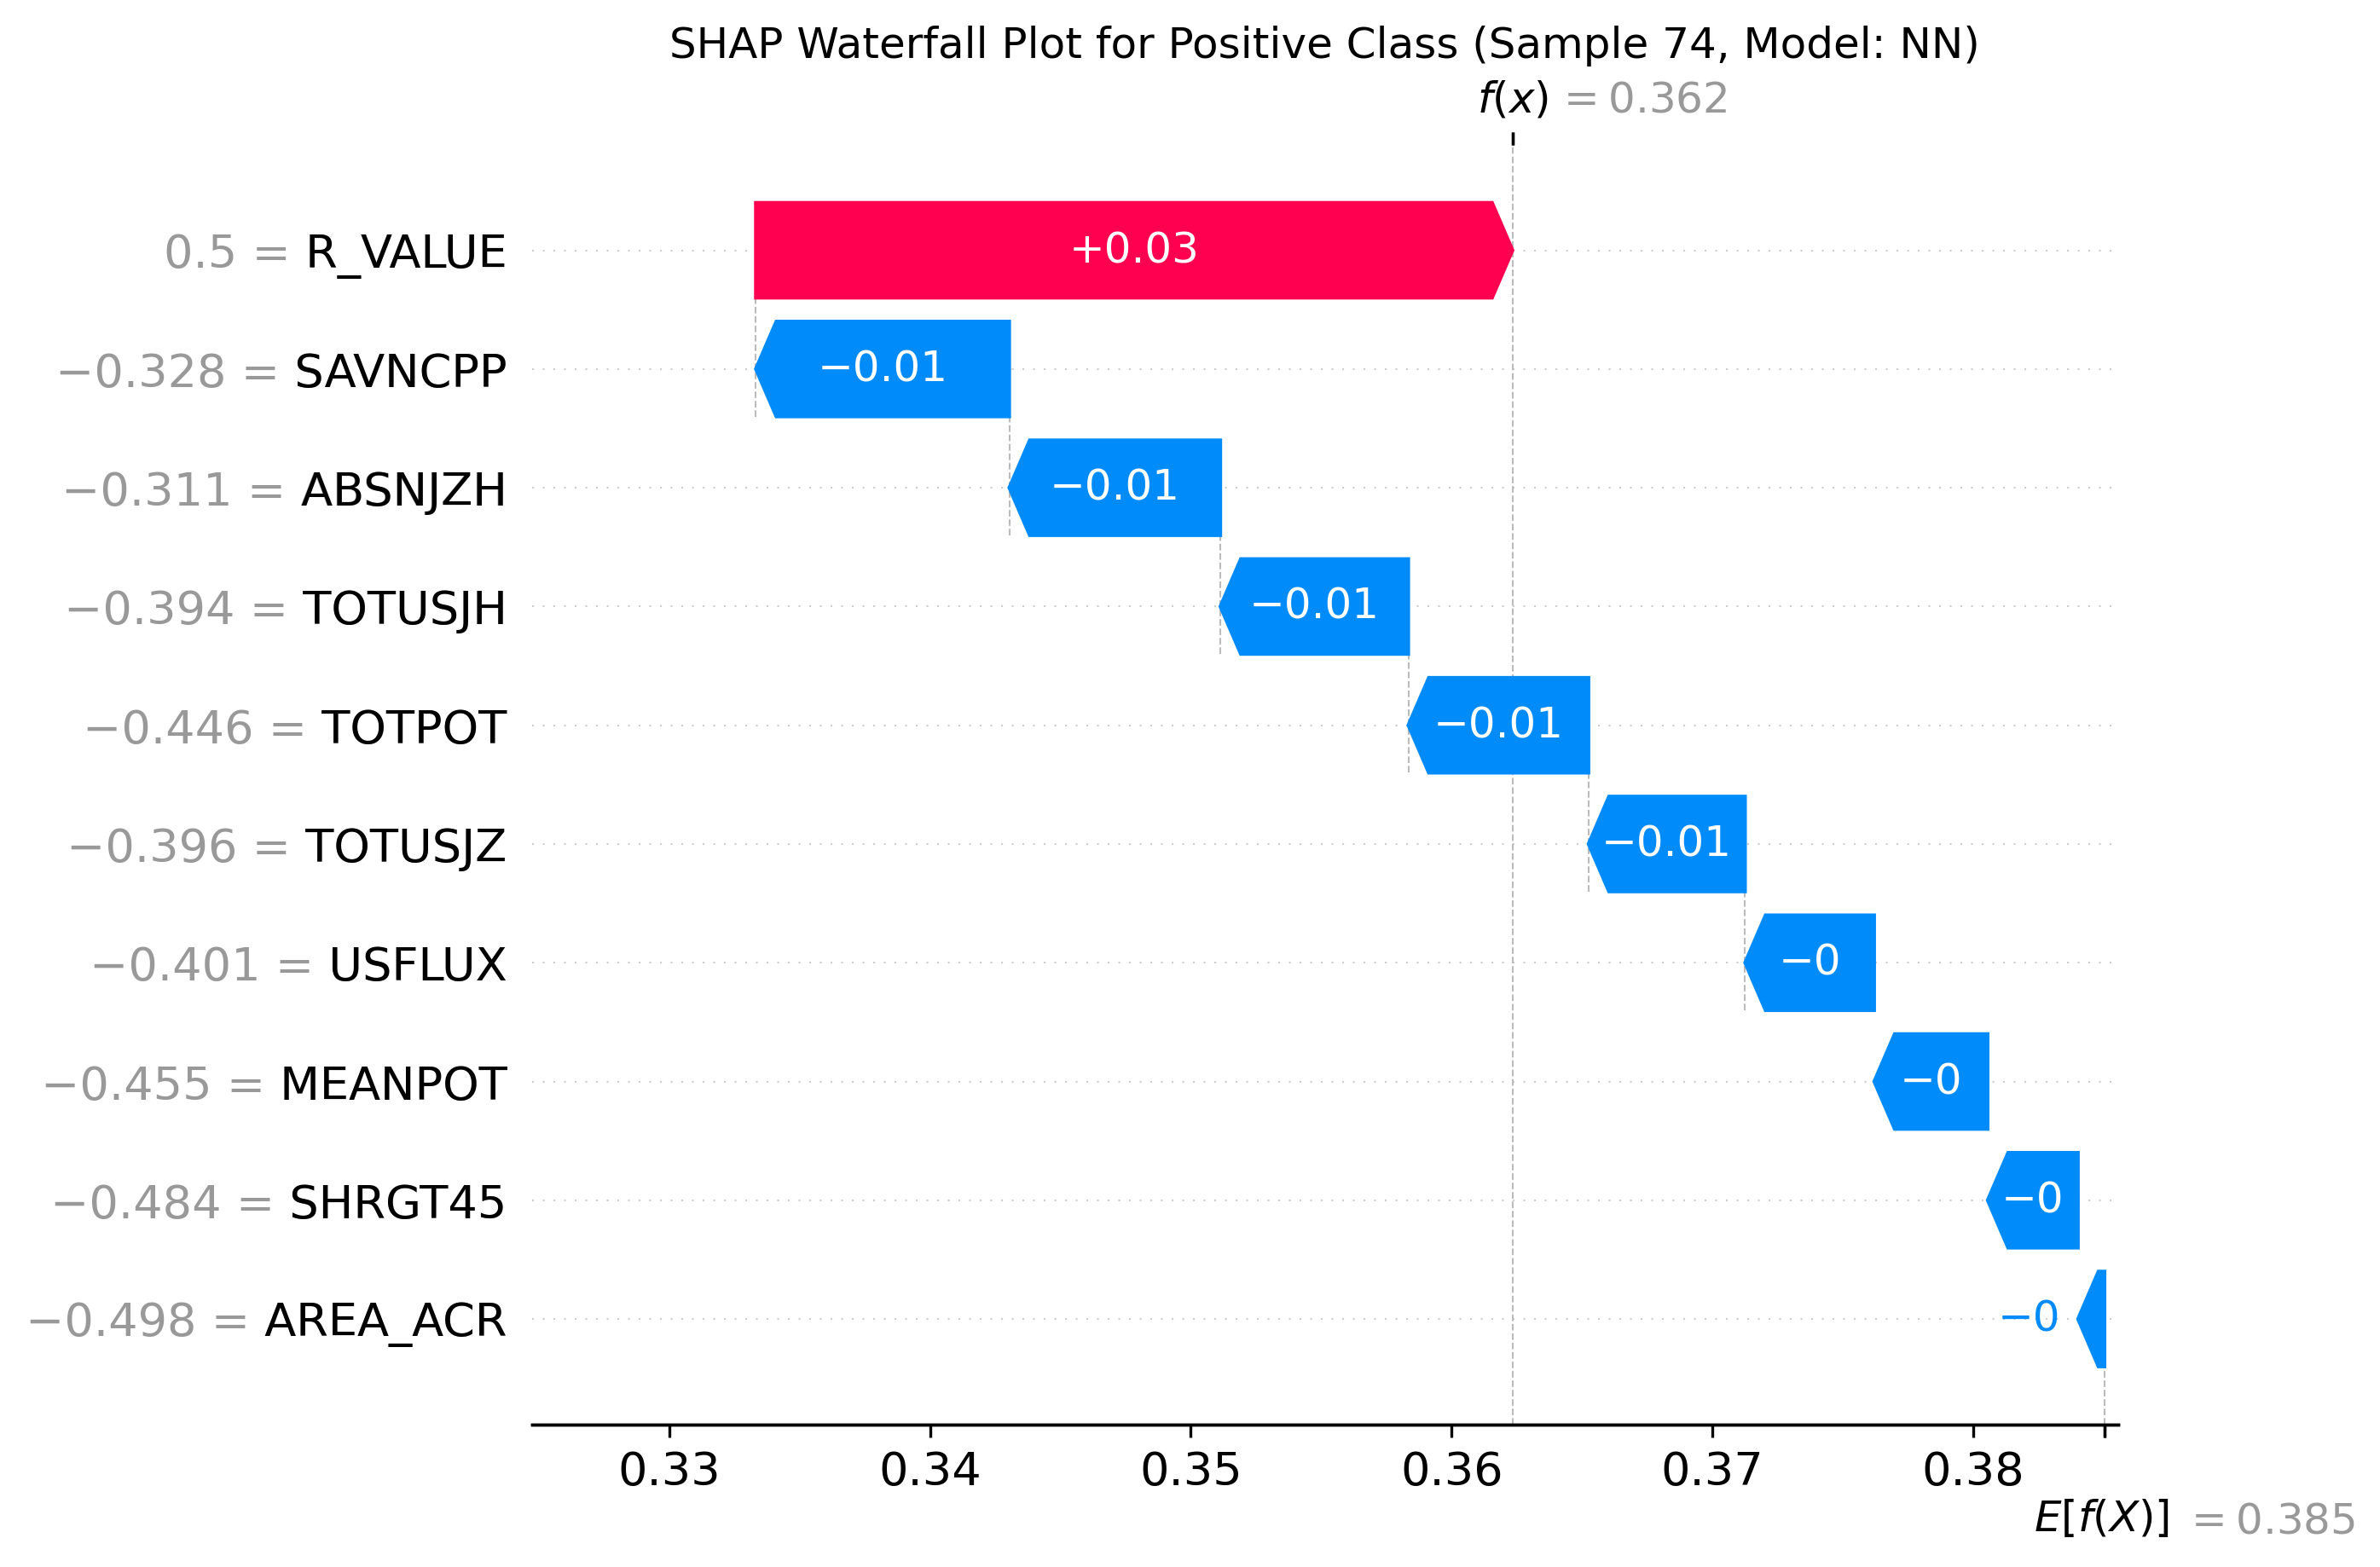 SHAP Waterfall Plot for Positive Class (Sample 74, Model: NN)
f(x) = 0.362
0.5 = R_VALUE +0.03
−0.328 = SAVNCPP −0.01
−0.311 = ABSNJZH −0.01
−0.394 = TOTUSJH −0.01
−0.446 = TOTPOT −0.01
−0.396 = TOTUSJZ −0.01
−0.401 = USFLUX −0
−0.455 = MEANPOT −0
−0.484 = SHRGT45 −0
−0.498 = AREA_ACR −0
0.33 0.34 0.35 0.36 0.37 0.38
E[f(X)] = 0.385